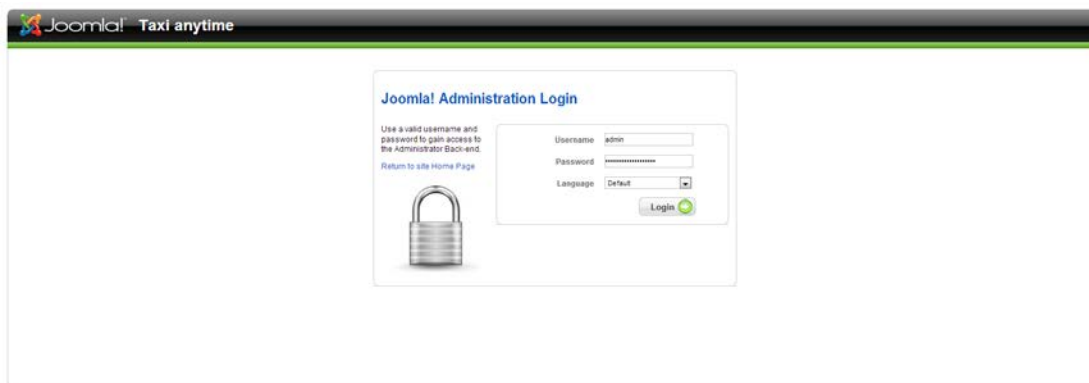 Joomla! Taxi anytime
Joomla! Administration Login
Use a valid username and
password to gain access to
the Administrator Back-end.
Return to site Home Page
Username admin
Password ••••••••••••••••••
Language Default
Login